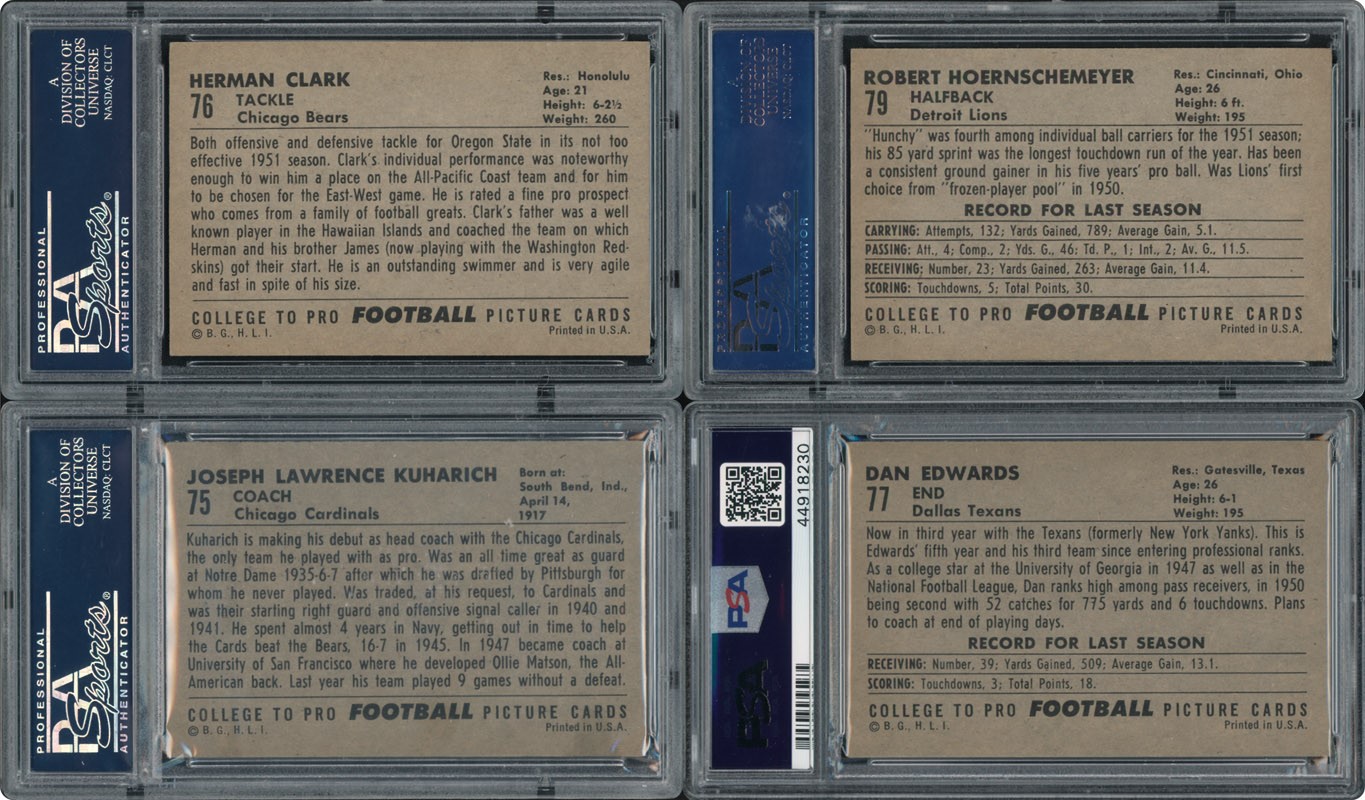 A
DIVISION OF
COLLECTORS
UNIVERSE
NASDAQ: CLCT
PROFESSIONAL
PSA
Sports®
AUTHENTICATOR
HERMAN CLARK
76 TACKLE
Chicago Bears
Res.: Honolulu
Age: 21
Height: 6-2½
Weight: 260
Both offensive and defensive tackle for Oregon State in its not too
effective 1951 season. Clark's individual performance was noteworthy
enough to win him a place on the All-Pacific Coast team and for him
to be chosen for the East-West game. He is rated a fine pro prospect
who comes from a family of football greats. Clark's father was a well
known player in the Hawaiian Islands and coached the team on which
Herman and his brother James (now playing with the Washington Red-
skins) got their start. He is an outstanding swimmer and is very agile
and fast in spite of his size.
COLLEGE TO PRO FOOTBALL PICTURE CARDS
© B. G., H. L. I.
Printed in U.S.A.
A
DIVISION OF
COLLECTORS
UNIVERSE
NASDAQ: CLCT
PROFESSIONAL
PSA
Sports®
AUTHENTICATOR
ROBERT HOERNSCHEMEYER
79 HALFBACK
Detroit Lions
Res.: Cincinnati, Ohio
Age: 26
Height: 6 ft.
Weight: 195
"Hunchy" was fourth among individual ball carriers for the 1951 season;
his 85 yard sprint was the longest touchdown run of the year. Has been
a consistent ground gainer in his five years' pro ball. Was Lions' first
choice from "frozen-player pool" in 1950.
RECORD FOR LAST SEASON
CARRYING: Attempts, 132; Yards Gained, 789; Average Gain, 5.1.
PASSING: Att., 4; Comp., 2; Yds. G., 46; Td. P., 1; Int., 2; Av. G., 11.5.
RECEIVING: Number, 23; Yards Gained, 263; Average Gain, 11.4.
SCORING: Touchdowns, 5; Total Points, 30.
COLLEGE TO PRO FOOTBALL PICTURE CARDS
© B. G., H. L. I.
Printed in U.S.A.
A
DIVISION OF
COLLECTORS
UNIVERSE
NASDAQ: CLCT
PROFESSIONAL
PSA
Sports®
AUTHENTICATOR
JOSEPH LAWRENCE KUHARICH
75 COACH
Chicago Cardinals
Born at:
South Bend, Ind.,
April 14,
1917
Kuharich is making his debut as head coach with the Chicago Cardinals,
the only team he played with as pro. Was an all time great as guard
at Notre Dame 1935-6-7 after which he was drafted by Pittsburgh for
whom he never played. Was traded, at his request, to Cardinals and
was their starting right guard and offensive signal caller in 1940 and
1941. He spent almost 4 years in Navy, getting out in time to help
the Cards beat the Bears, 16-7 in 1945. In 1947 became coach at
University of San Francisco where he developed Ollie Matson, the All-
American back. Last year his team played 9 games without a defeat.
COLLEGE TO PRO FOOTBALL PICTURE CARDS
© B. G., H. L. I.
Printed in U.S.A.
44918230
PSA
PSA
DAN EDWARDS
77 END
Dallas Texans
Res.: Gatesville, Texas
Age: 26
Height: 6-1
Weight: 195
Now in third year with the Texans (formerly New York Yanks). This is
Edwards' fifth year and his third team since entering professional ranks.
As a college star at the University of Georgia in 1947 as well as in the
National Football League, Dan ranks high among pass receivers, in 1950
being second with 52 catches for 775 yards and 6 touchdowns. Plans
to coach at end of playing days.
RECORD FOR LAST SEASON
RECEIVING: Number, 39; Yards Gained, 509; Average Gain, 13.1.
SCORING: Touchdowns, 3; Total Points, 18.
COLLEGE TO PRO FOOTBALL PICTURE CARDS
© B. G., H. L. I.
Printed in U.S.A.